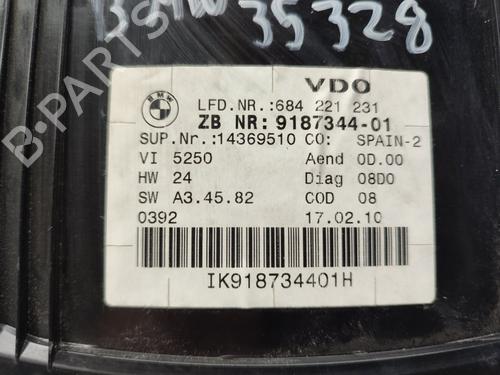 35328
VDO
BMW
LFD.NR.:684 221 231
ZB NR: 9187344-01
SUP.Nr.:14369510 CO: SPAIN-2
VI 5250 Aend 0D.00
HW 24 Diag 08D0
SW A3.45.82 COD 08
0392 17.02.10
IK918734401H
B-PARTS